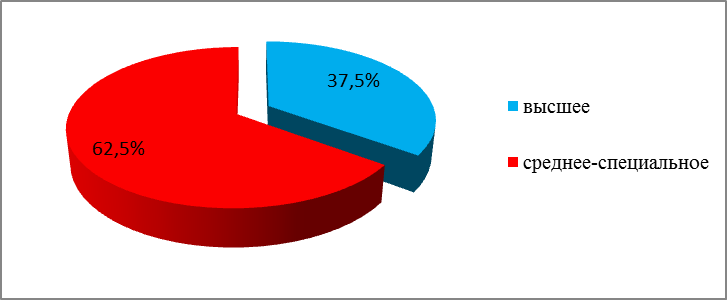 37,5%
62,5%
высшее
среднее-специальное